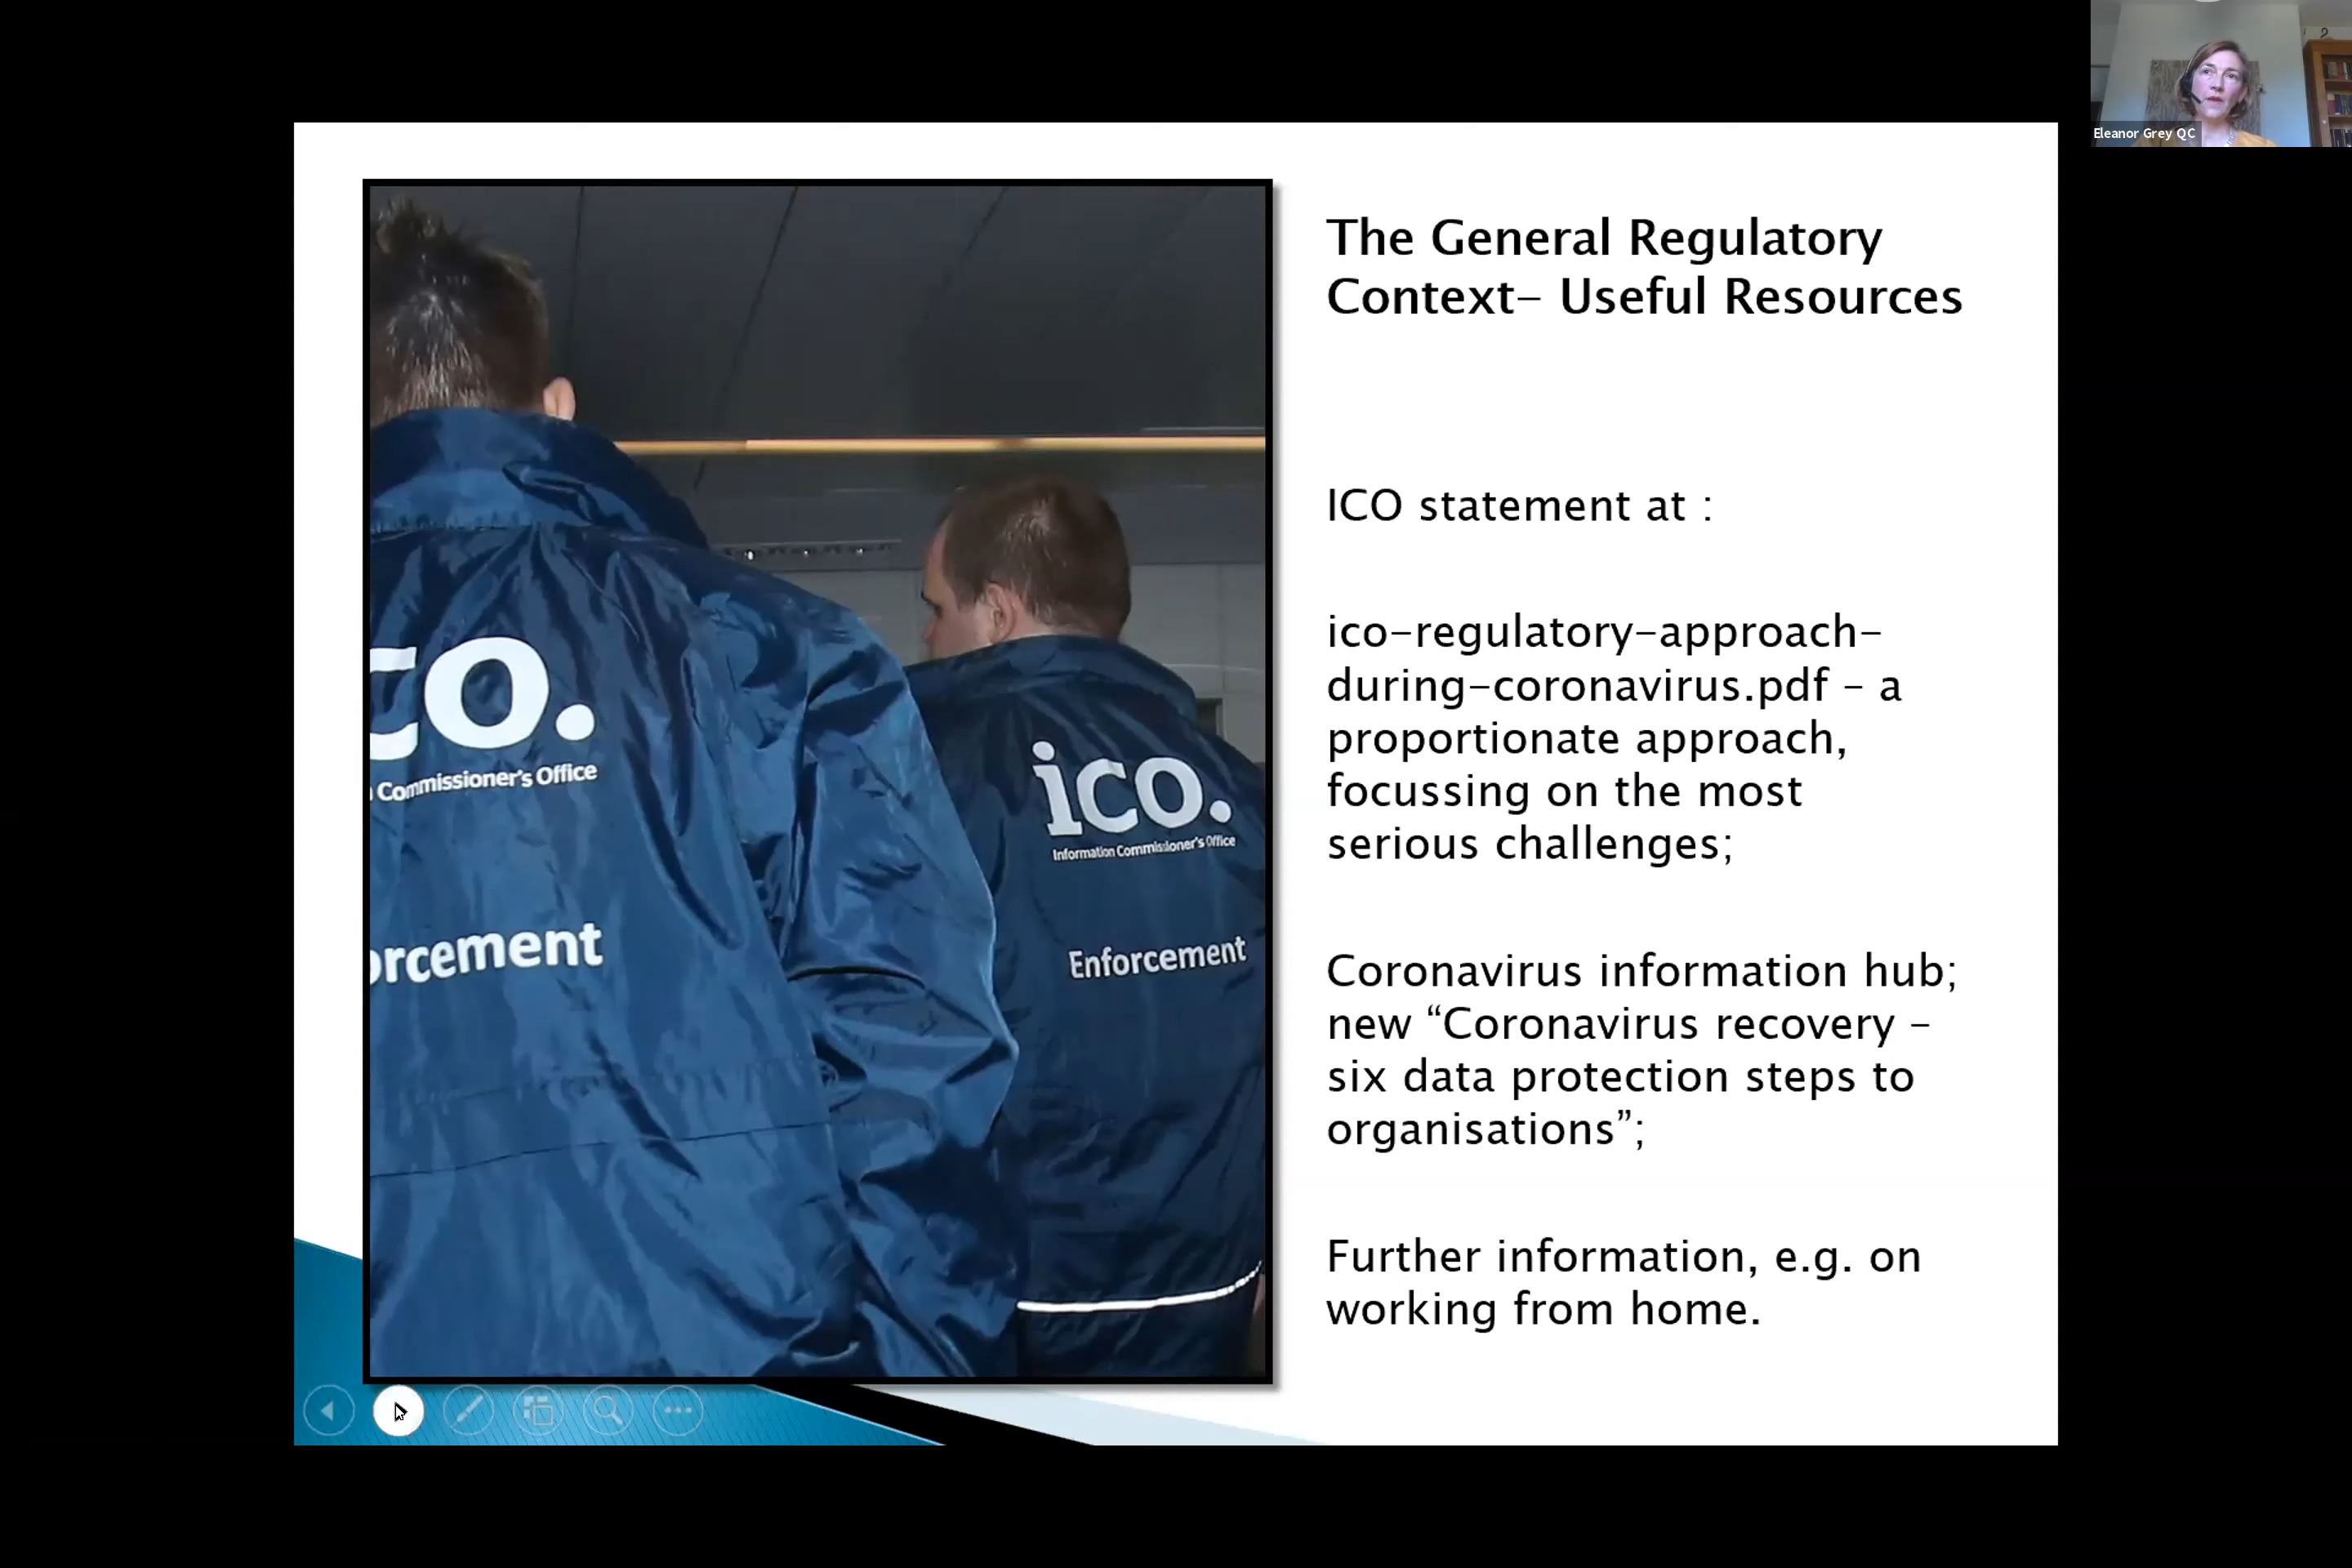 Eleanor Grey QC
The General Regulatory
Context– Useful Resources
ICO statement at :
ico-regulatory-approach-
during-coronavirus.pdf – a
proportionate approach,
focussing on the most
serious challenges;
Coronavirus information hub;
new “Coronavirus recovery –
six data protection steps to
organisations”;
Further information, e.g. on
working from home.
co.
Commissioner's Office
orcement
ico.
Information Commissioner's Office
Enforcement